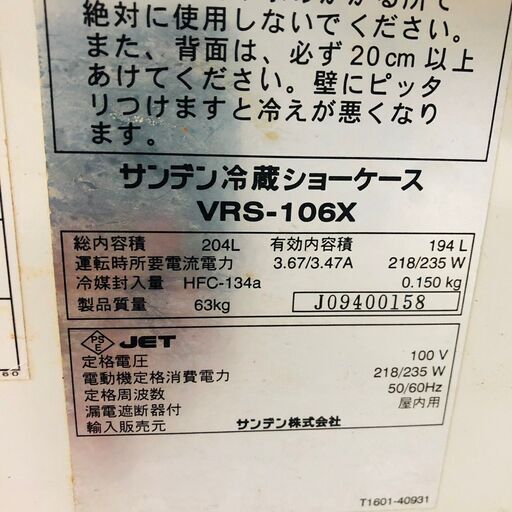 絶対に使用しないでください。
また、背面は、必ず20cm以上
あけてください。壁にピッタ
リつけますと冷えが悪くなり
ます。
サンデン冷蔵ショーケース
VRS-106X
総内容積 204L 有効内容積 194 L
運転時所要電流電力 3.67/3.47A 218/235 W
冷媒封入量 HFC-134a 0.150 kg
製品質量 63kg J09400158
PSE JET
定格電圧 100 V
電動機定格消費電力 218/235 W
定格周波数 50/60Hz
漏電遮断器付 屋内用
輸入販売元 サンデン株式会社
T1601-40931
60